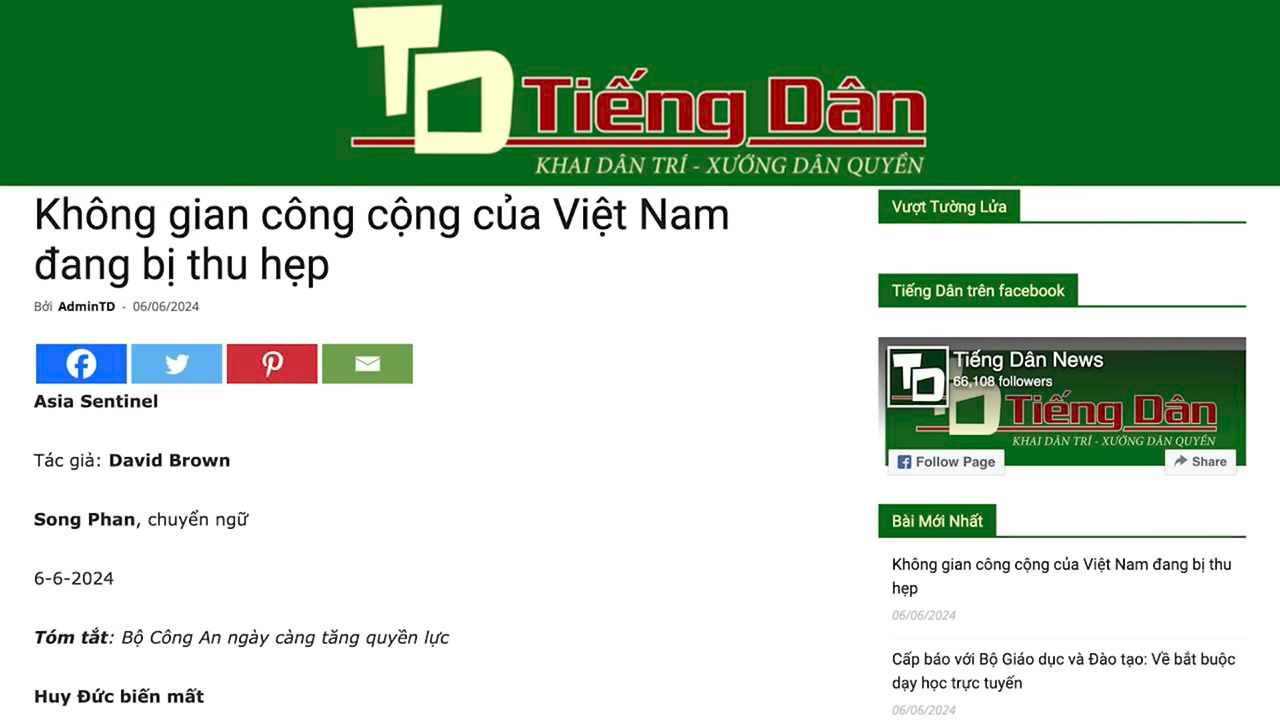 TD Tiếng Dân
KHAI DÂN TRÍ - XƯỚNG DÂN QUYỀN
Không gian công cộng của Việt Nam
đang bị thu hẹp
Bởi AdminTD - 06/06/2024
Asia Sentinel
Tác giả: David Brown
Song Phan, chuyển ngữ
6-6-2024
Tóm tắt: Bộ Công An ngày càng tăng quyền lực
Huy Đức biến mất
Vượt Tường Lửa
Tiếng Dân trên facebook
TD Tiếng Dân News
66,108 followers
TD Tiếng Dân
KHAI DÂN TRÍ - XƯỚNG DÂN QUYỀN
Follow Page Share
Bài Mới Nhất
Không gian công cộng của Việt Nam đang bị thu
hẹp
06/06/2024
Cấp báo với Bộ Giáo dục và Đào tạo: Về bắt buộc
dạy học trực tuyến
06/06/2024